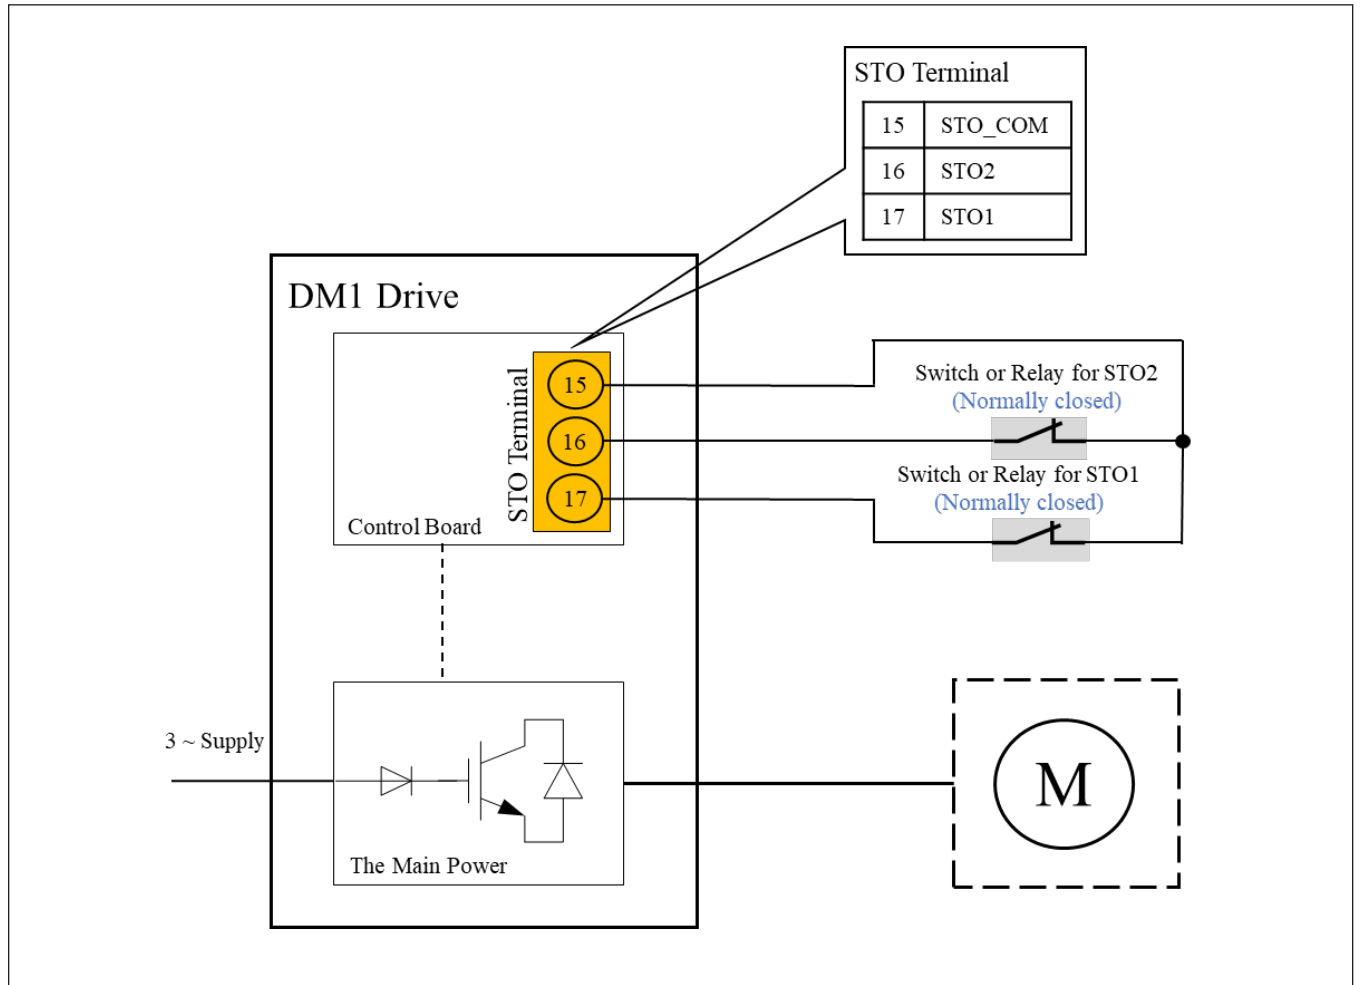 STO Terminal
15 STO_COM
16 STO2
17 STO1
DM1 Drive
STO Terminal
15
16
17
Control Board
Switch or Relay for STO2
(Normally closed)
Switch or Relay for STO1
(Normally closed)
3 ~ Supply
The Main Power
M